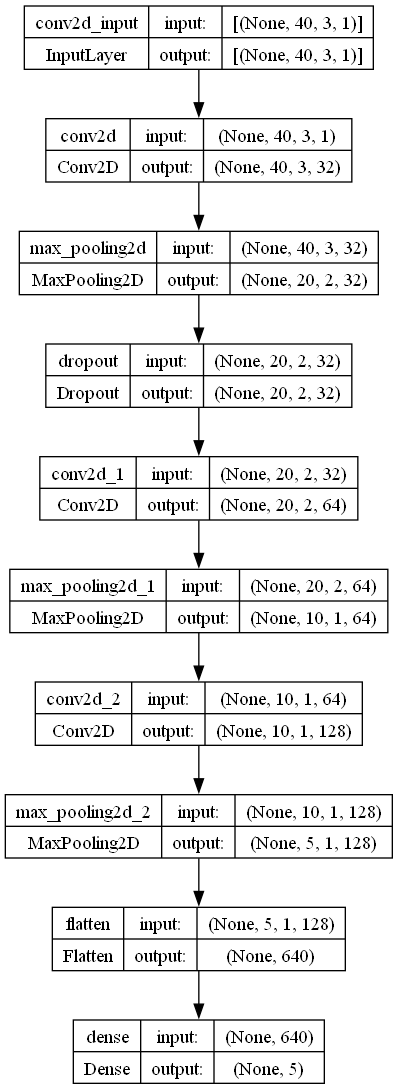 conv2d_input input: [(None, 40, 3, 1)]
InputLayer output: [(None, 40, 3, 1)]
conv2d input: (None, 40, 3, 1)
Conv2D output: (None, 40, 3, 32)
max_pooling2d input: (None, 40, 3, 32)
MaxPooling2D output: (None, 20, 2, 32)
dropout input: (None, 20, 2, 32)
Dropout output: (None, 20, 2, 32)
conv2d_1 input: (None, 20, 2, 32)
Conv2D output: (None, 20, 2, 64)
max_pooling2d_1 input: (None, 20, 2, 64)
MaxPooling2D output: (None, 10, 1, 64)
conv2d_2 input: (None, 10, 1, 64)
Conv2D output: (None, 10, 1, 128)
max_pooling2d_2 input: (None, 10, 1, 128)
MaxPooling2D output: (None, 5, 1, 128)
flatten input: (None, 5, 1, 128)
Flatten output: (None, 640)
dense input: (None, 640)
Dense output: (None, 5)